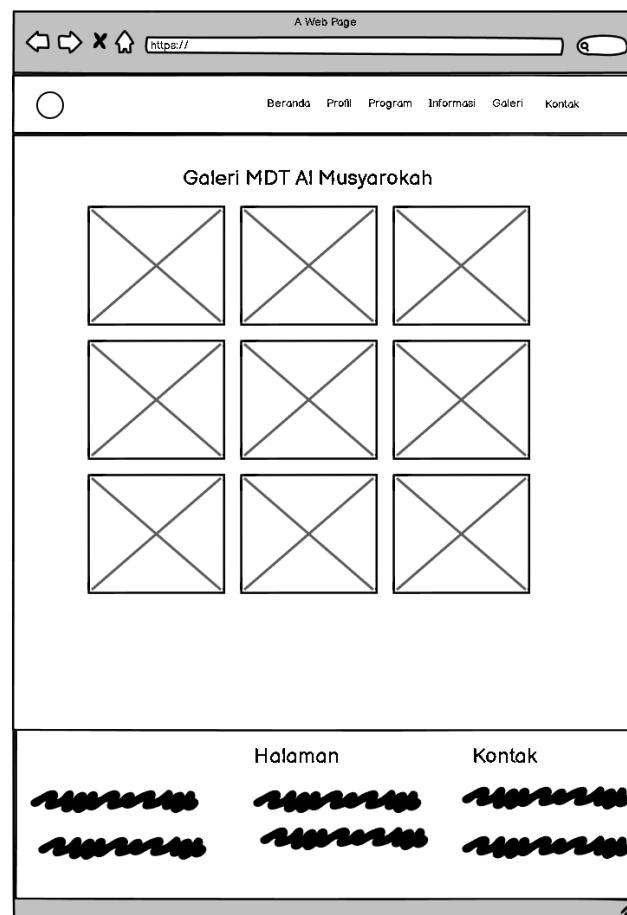 A Web Page
https://
Beranda Profil Program Informasi Galeri Kontak
Galeri MDT Al Musyarokah
Halaman Kontak